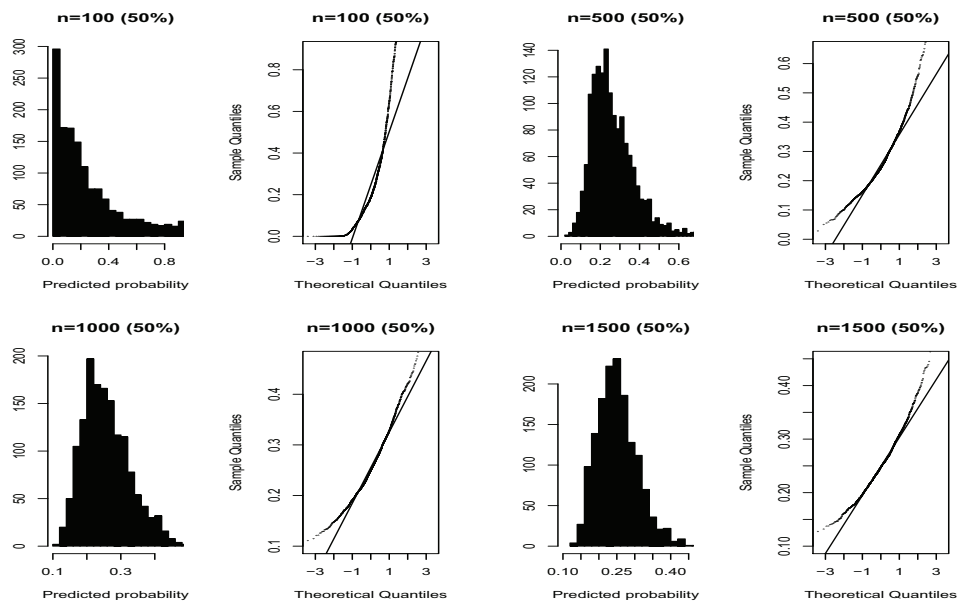 n=100 (50%)
0 50 100 150 200 250 300
0.0 0.4 0.8
Predicted probability
n=100 (50%)
Sample Quantiles
0.0 0.2 0.4 0.6 0.8
−3 −1 1 3
Theoretical Quantiles
n=500 (50%)
0 20 40 60 80 100 120 140
0.0 0.2 0.4 0.6
Predicted probability
n=500 (50%)
Sample Quantiles
0.0 0.1 0.2 0.3 0.4 0.5 0.6
−3 −1 1 3
Theoretical Quantiles
n=1000 (50%)
0 50 100 150 200
0.1 0.3
Predicted probability
n=1000 (50%)
Sample Quantiles
0.1 0.2 0.3 0.4
−3 −1 1 3
Theoretical Quantiles
n=1500 (50%)
0 50 100 150 200
0.10 0.25 0.40
Predicted probability
n=1500 (50%)
Sample Quantiles
0.10 0.20 0.30 0.40
−3 −1 1 3
Theoretical Quantiles